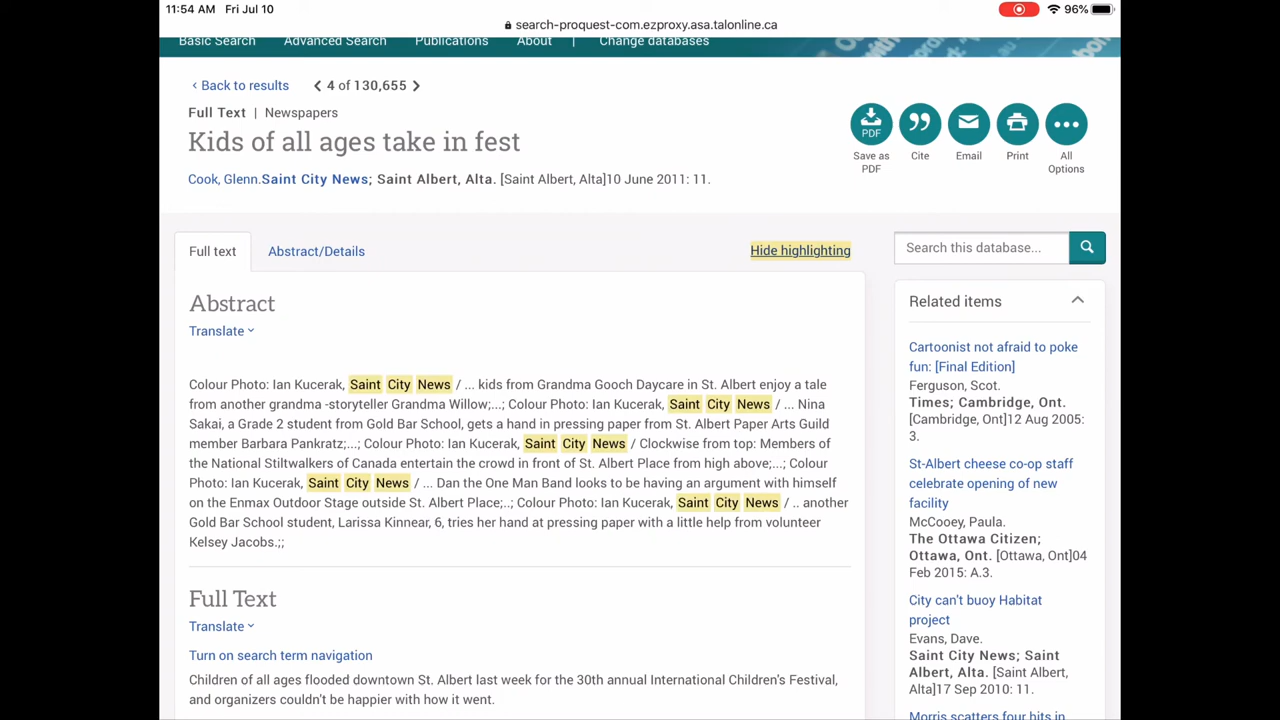 11:54 AM Fri Jul 10
96%
search-proquest-com.ezproxy.asa.talonline.ca
Basic Search Advanced Search Publications About | Change databases
Back to results 4 of 130,655
Full Text | Newspapers
Kids of all ages take in fest
Cook, Glenn.Saint City News; Saint Albert, Alta. [Saint Albert, Alta]10 June 2011: 11.
PDF
Save as
PDF
Cite
Email
Print
All
Options
Full text Abstract/Details Hide highlighting
Abstract
Translate
Colour Photo: Ian Kucerak, Saint City News / ... kids from Grandma Gooch Daycare in St. Albert enjoy a tale
from another grandma -storyteller Grandma Willow;...; Colour Photo: Ian Kucerak, Saint City News / ... Nina
Sakai, a Grade 2 student from Gold Bar School, gets a hand in pressing paper from St. Albert Paper Arts Guild
member Barbara Pankratz;...; Colour Photo: Ian Kucerak, Saint City News / Clockwise from top: Members of
the National Stiltwalkers of Canada entertain the crowd in front of St. Albert Place from high above;...; Colour
Photo: Ian Kucerak, Saint City News / ... Dan the One Man Band looks to be having an argument with himself
on the Enmax Outdoor Stage outside St. Albert Place;..; Colour Photo: Ian Kucerak, Saint City News / .. another
Gold Bar School student, Larissa Kinnear, 6, tries her hand at pressing paper with a little help from volunteer
Kelsey Jacobs.;;
Full Text
Translate
Turn on search term navigation
Children of all ages flooded downtown St. Albert last week for the 30th annual International Children's Festival,
and organizers couldn't be happier with how it went.
Search this database...
Related items
Cartoonist not afraid to poke
fun: [Final Edition]
Ferguson, Scot.
Times; Cambridge, Ont.
[Cambridge, Ont]12 Aug 2005:
3.
St-Albert cheese co-op staff
celebrate opening of new
facility
McCooey, Paula.
The Ottawa Citizen;
Ottawa, Ont. [Ottawa, Ont]04
Feb 2015: A.3.
City can't buoy Habitat
project
Evans, Dave.
Saint City News; Saint
Albert, Alta. [Saint Albert,
Alta]17 Sep 2010: 11.
Morris scatters four hits in